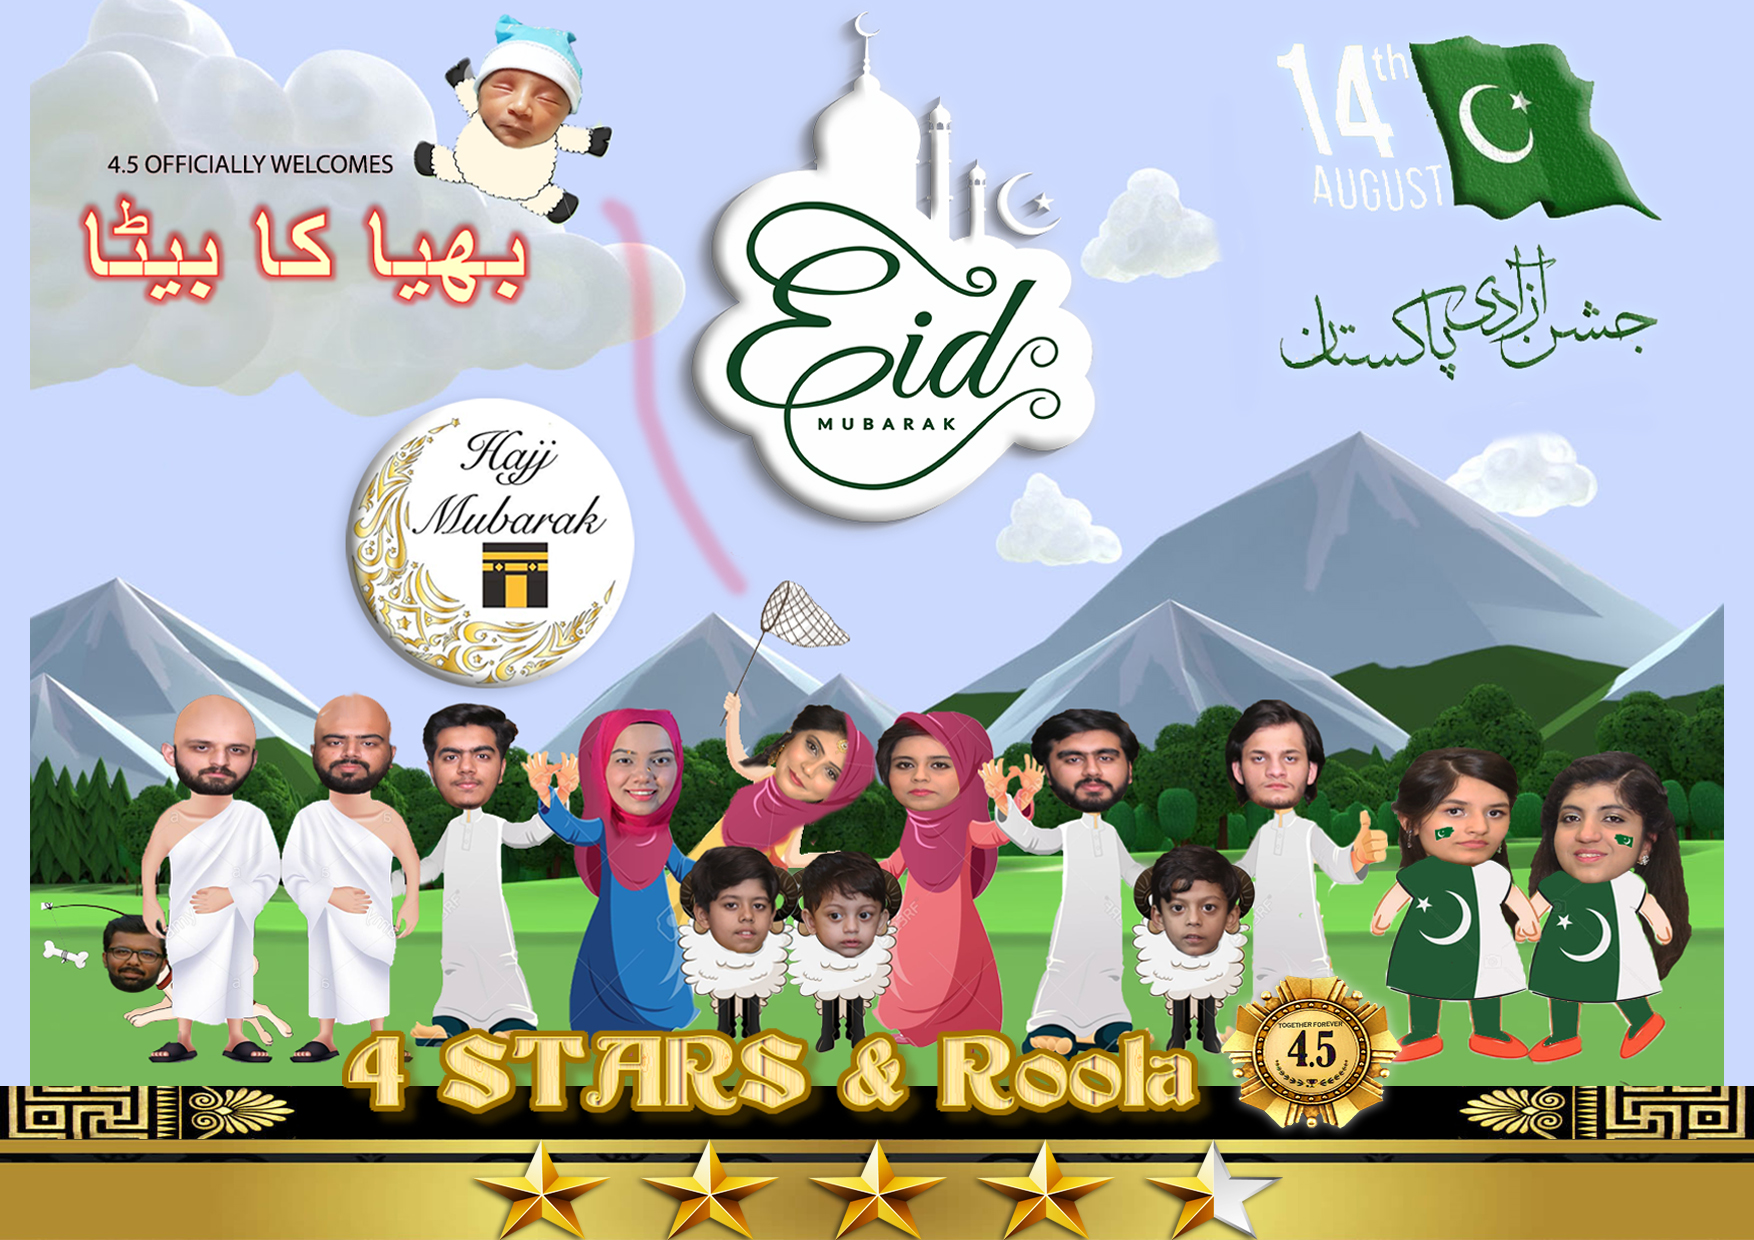 4.5 OFFICIALLY WELCOMES
بھیا کا بیٹا
Eid
MUBARAK
14th
AUGUST
جشن آزادی پاکستان
Hajj
Mubarak
4 STARS & Roola
TOGETHER FOREVER
4.5